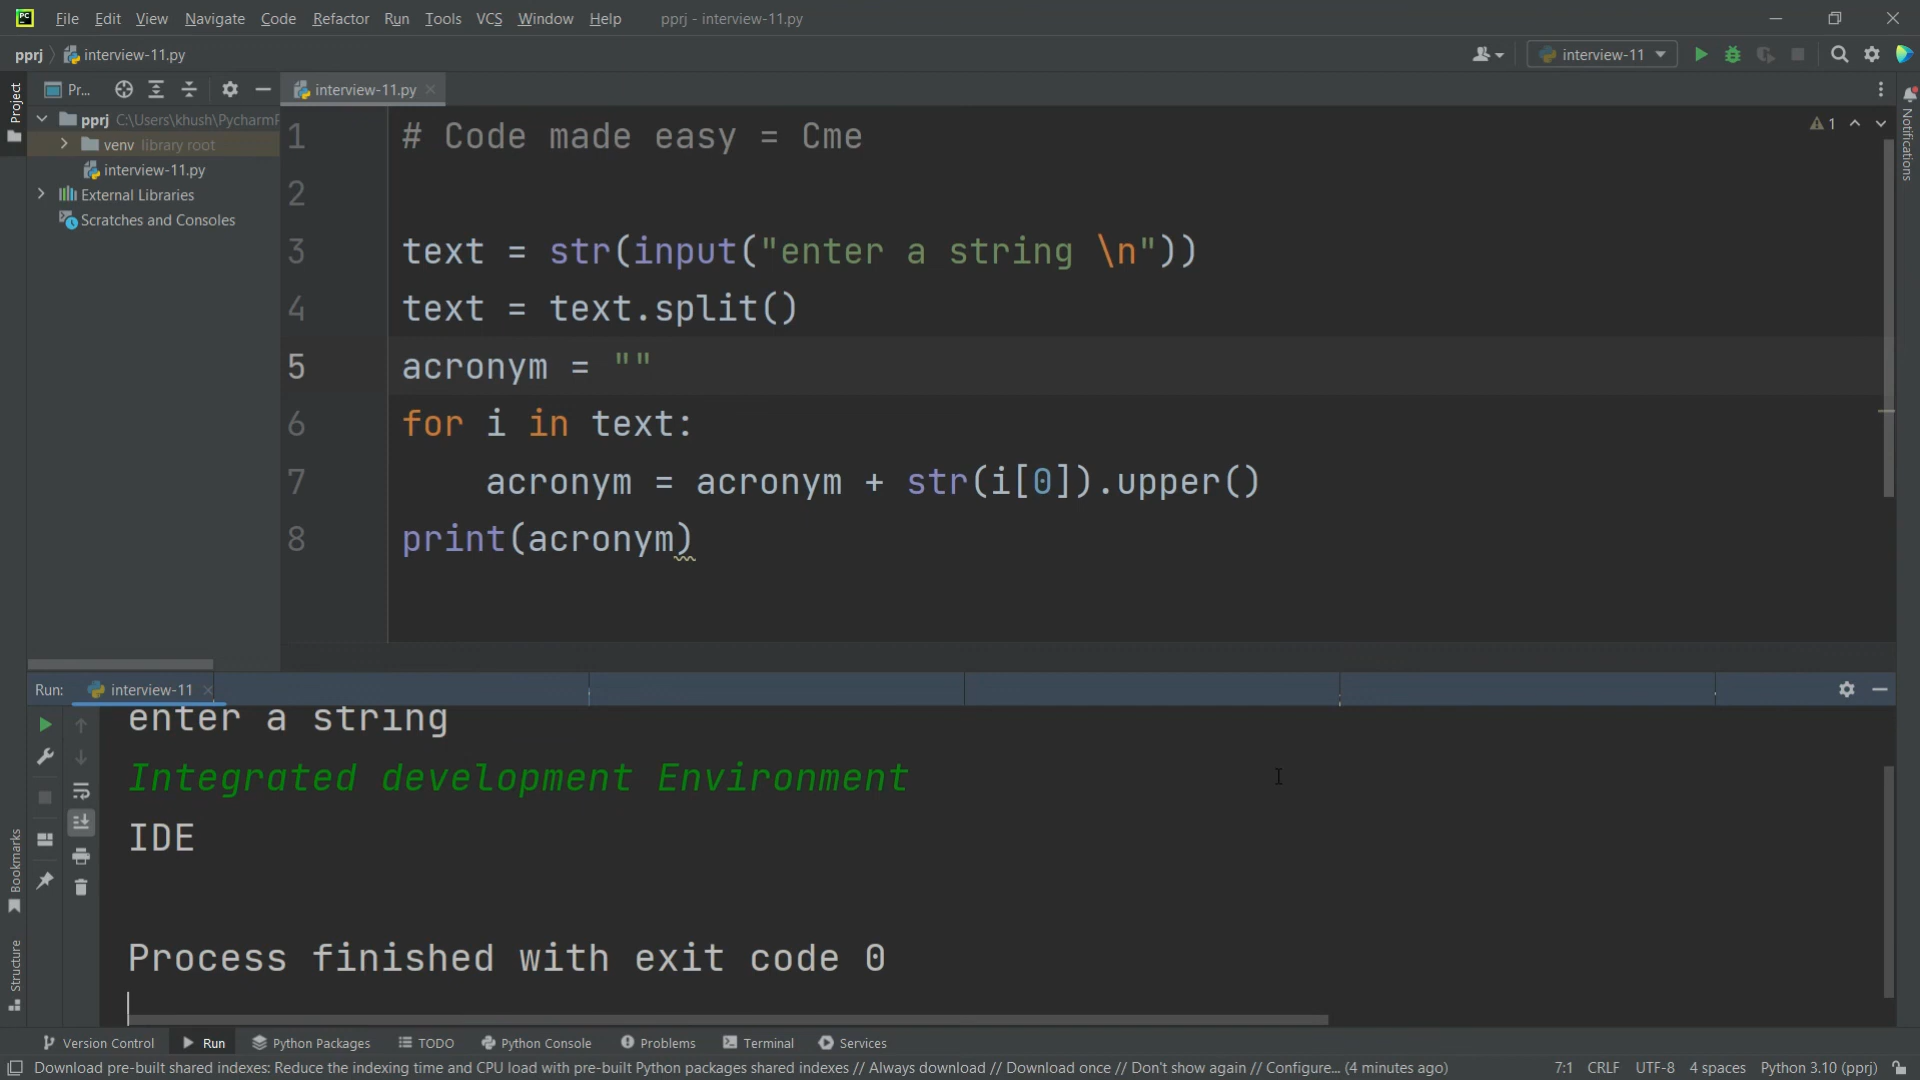 File Edit View Navigate Code Refactor Run Tools VCS Window Help pprj - interview-11.py
pprj interview-11.py interview-11
Project Pr... interview-11.py
pprj C:\Users\khush\PycharmP
venv library root
interview-11.py
External Libraries
Scratches and Consoles
1 # Code made easy = Cme
2
3 text = str(input("enter a string \n"))
4 text = text.split()
5 acronym = ""
6 for i in text:
7 acronym = acronym + str(i[0]).upper()
8 print(acronym)
1
Notifications
Run: interview-11
enter a string
Integrated development Environment
IDE
Process finished with exit code 0
Bookmarks
Structure
Version Control Run Python Packages TODO Python Console Problems Terminal Services
Download pre-built shared indexes: Reduce the indexing time and CPU load with pre-built Python packages shared indexes // Always download // Download once // Don't show again // Configure... (4 minutes ago) 7:1 CRLF UTF-8 4 spaces Python 3.10 (pprj)